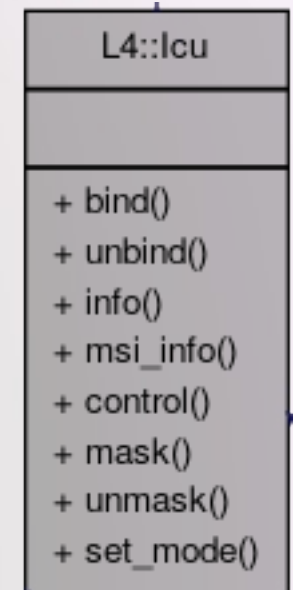 L4::Icu
+ bind()
+ unbind()
+ info()
+ msi_info()
+ control()
+ mask()
+ unmask()
+ set_mode()